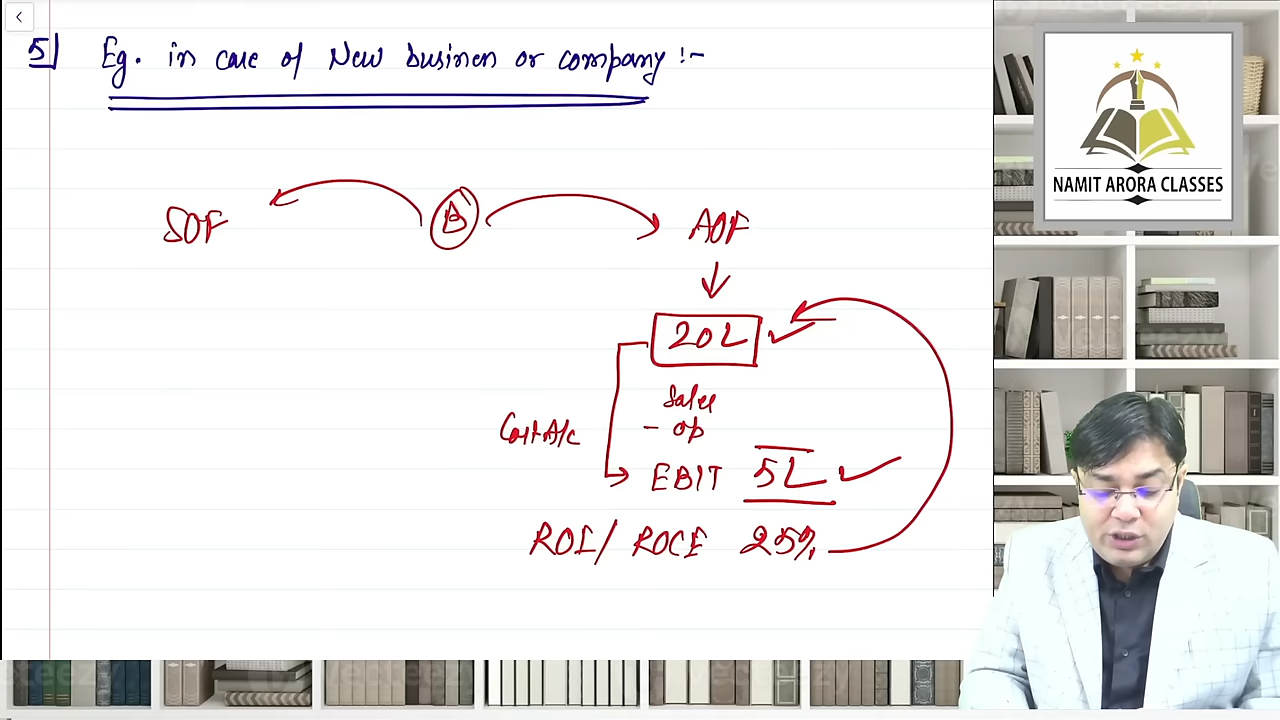 5| Eg. in case of New business or company :-
SOF B AOF
20L
Sales
Cost A/c - op
EBIT 5L
ROI/ ROCE 25%
NAMIT ARORA CLASSES